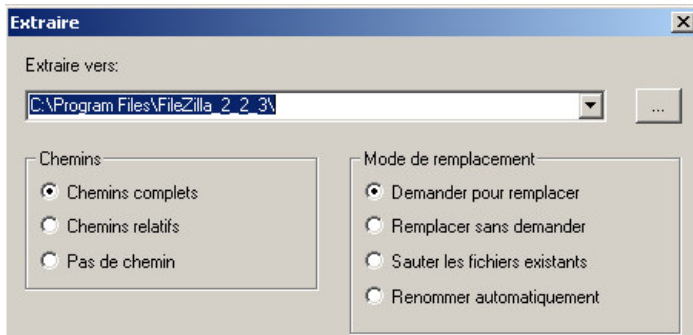 Extraire
Extraire vers:
C:\Program Files\FileZilla_2_2_3\
...
Chemins
Chemins complets
Chemins relatifs
Pas de chemin
Mode de remplacement
Demander pour remplacer
Remplacer sans demander
Sauter les fichiers existants
Renommer automatiquement